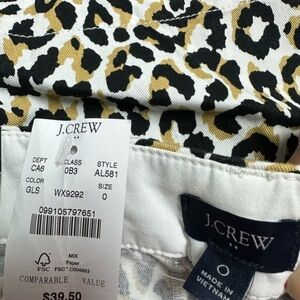 J.CREW
DEPT CLASS STYLE
CA6 0B3 AL581
COLOR SIZE
GLS WX9292 0
099105797651
FSC
MIX
Paper
FSC® C004883
COMPARABLE VALUE
$39.50
J.CREW
0
MADE IN
VIETNAM